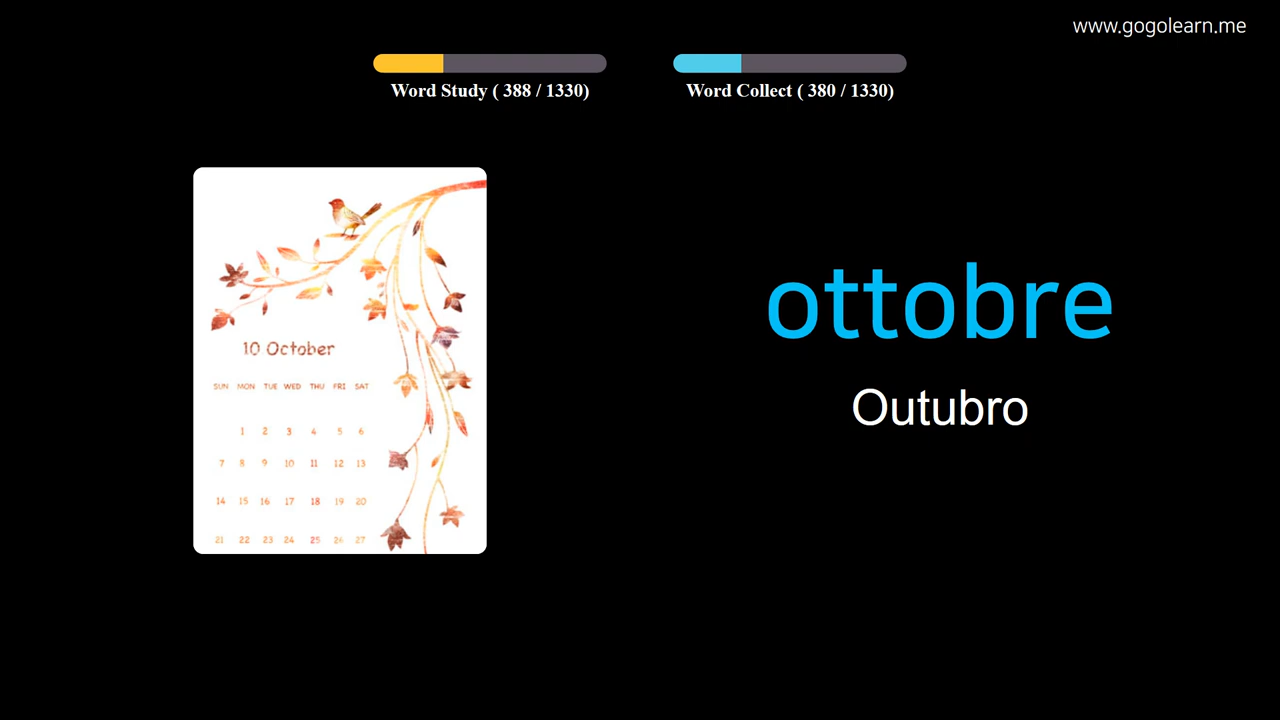 www.gogolearn.me
Word Study ( 388 / 1330)
Word Collect ( 380 / 1330)
10 October
SUN MON TUE WED THU FRI SAT
1 2 3 4 5 6
7 8 9 10 11 12 13
14 15 16 17 18 19 20
21 22 23 24 25 26 27
ottobre
Outubro